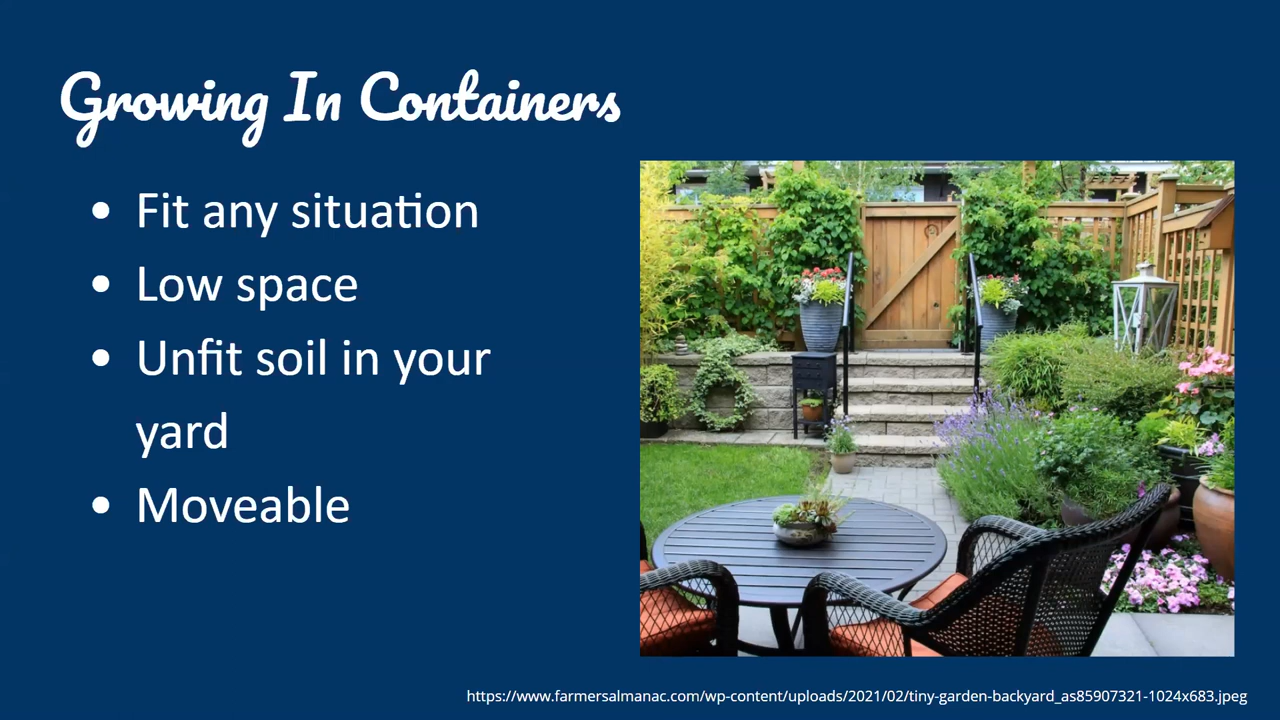 Growing In Containers
• Fit any situation
• Low space
• Unfit soil in your
yard
• Moveable
https://www.farmersalmanac.com/wp-content/uploads/2021/02/tiny-garden-backyard_as85907321-1024x683.jpeg